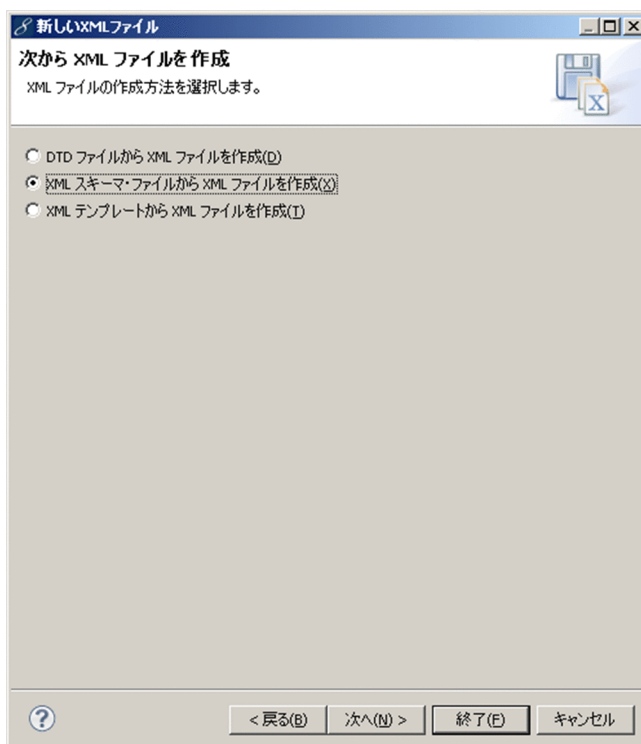 新しいXMLファイル
次から XML ファイルを作成
XML ファイルの作成方法を選択します。
DTD ファイルから XML ファイルを作成(D)
XML スキーマ・ファイルから XML ファイルを作成(X)
XML テンプレートから XML ファイルを作成(T)
X
?
< 戻る(B) 次へ(N) > 終了(F) キャンセル